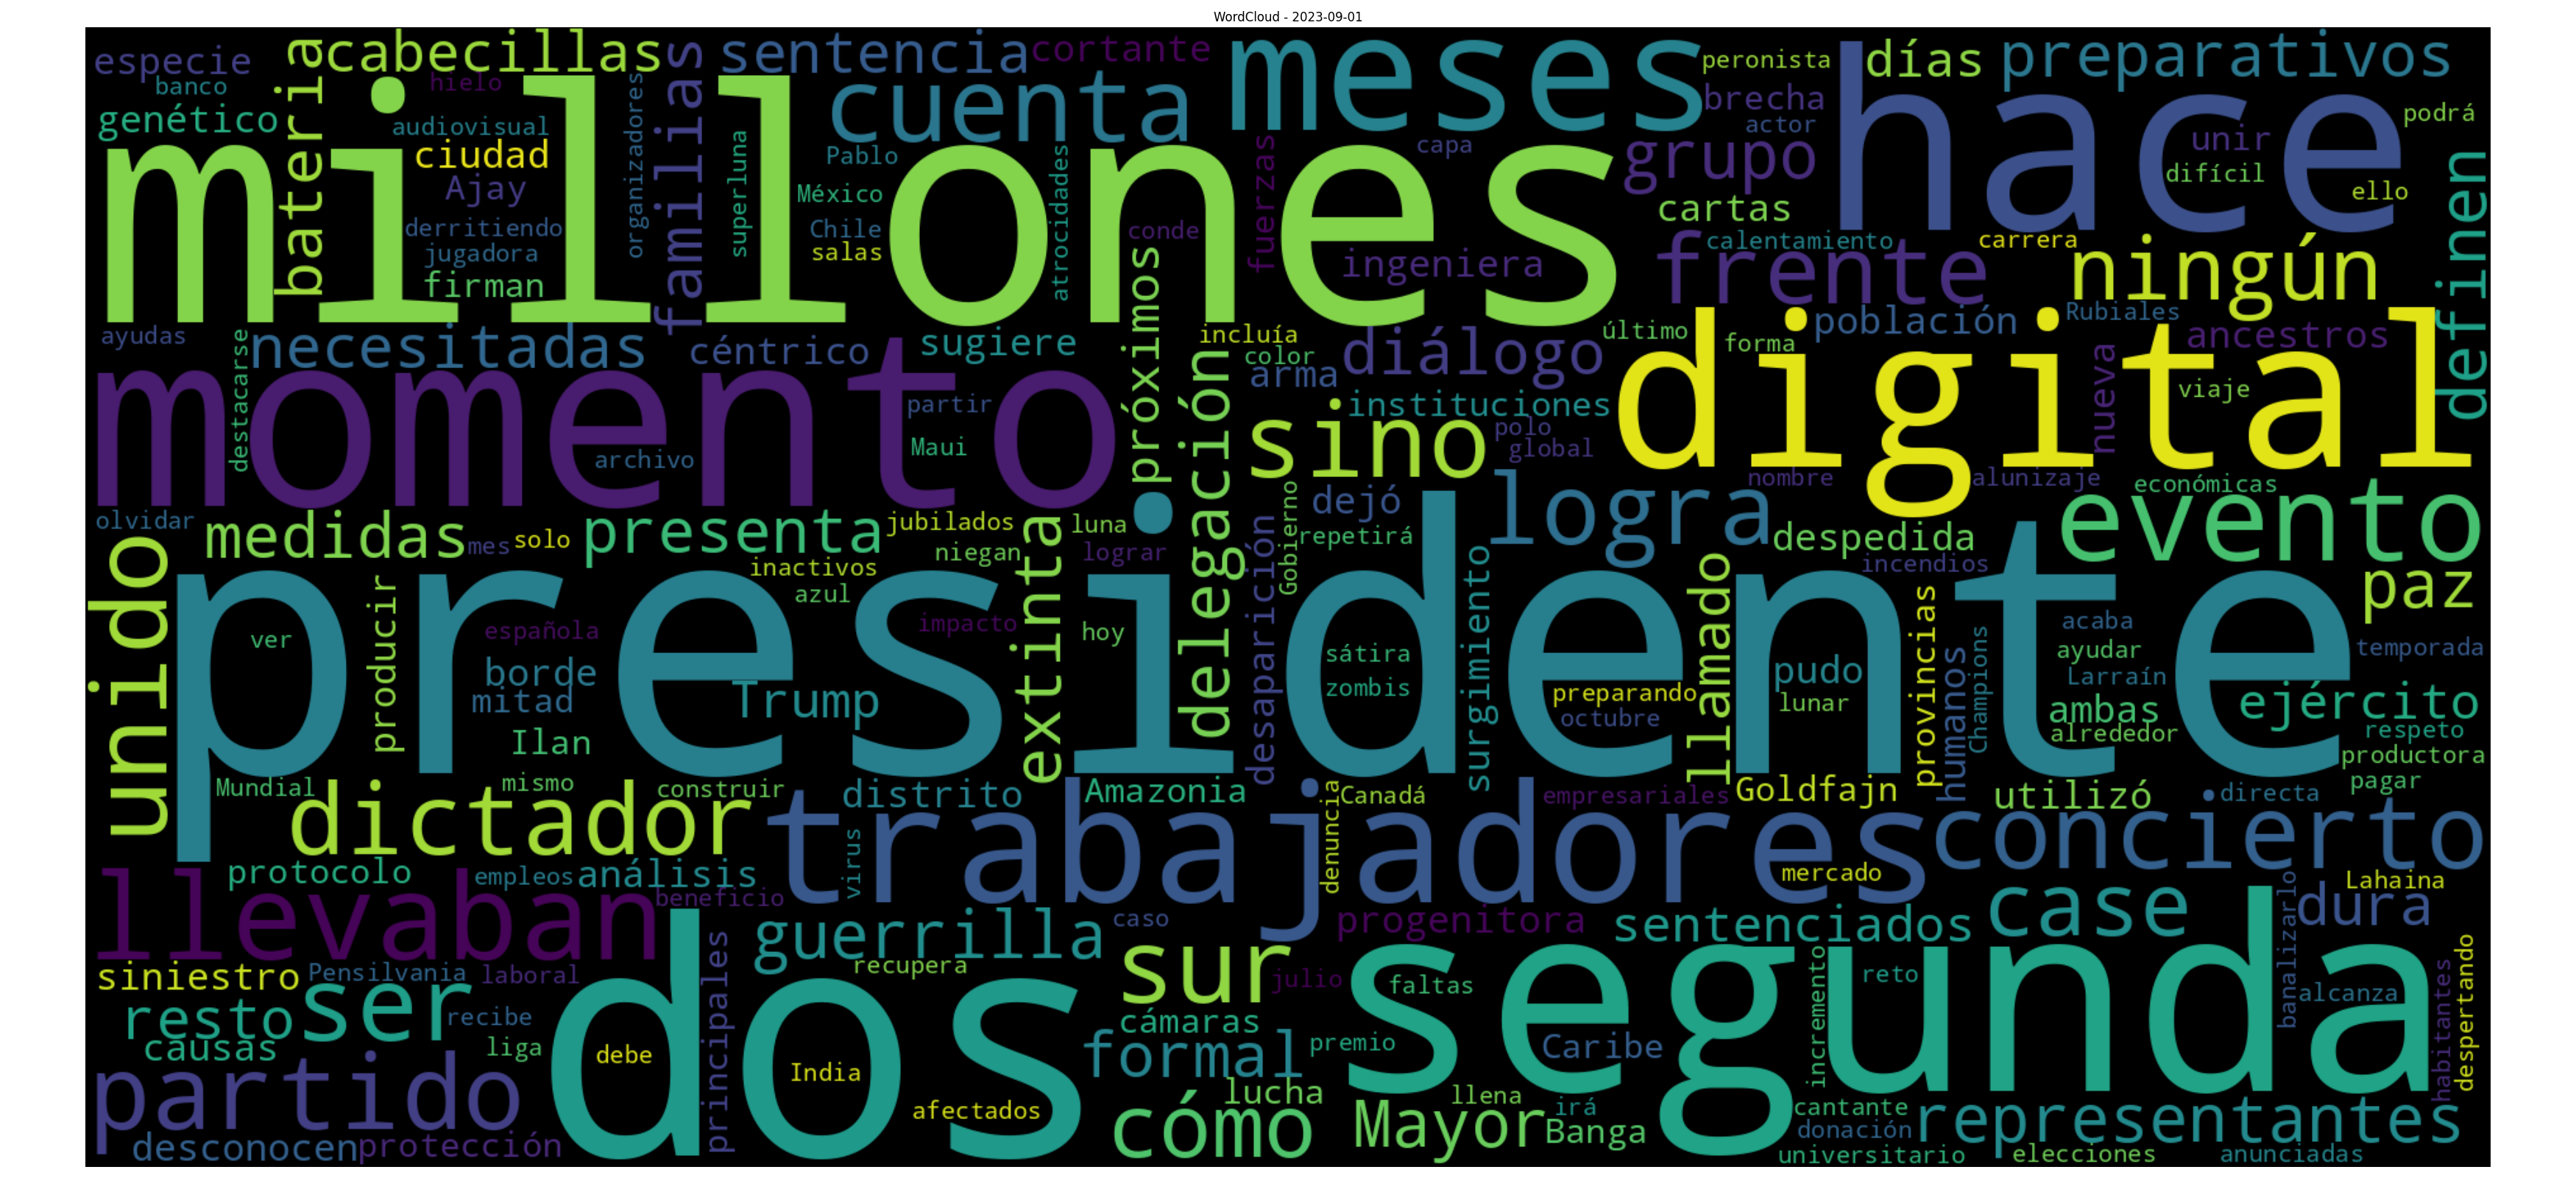 WordCloud - 2023-09-01
especie
banco
genético
batería
cabecillas
hielo
audiovisual
ciudad
Ajay
derritiendo
jugadora
firman
organizadores
familias
sentencia
cortante
cuenta
superluna
Pablo
México
Chile
salas
atrocidades
millones
meses
conde
fuerzas
capa
ingeniera
peronista
brecha
actor
grupo
cartas
calentamiento
frente
días
preparativos
hace
unir
difícil
podrá
ello
carrera
ningún
definen
ayudas
destacarse
necesitadas
céntrico
sugiere
próximos
incluía
color
arma
diálogo
último
forma
población
Rubiales
ancestros
momento
partir
Maui
archivo
delegación
instituciones
sino
polo
global
digital
nueva
viaje
nombre
alunizaje
económicas
olvidar
medidas
mes
solo
presenta
jubilados
niegan
inactivos
azul
luna
lograr
extinta
desaparición
Gobierno
dejó
repetirá
logra
surgimiento
despedida
incendios
evento
paz
unido
presidente
ver
producir
española
borde
mitad
Ilan
Trump
impacto
hoy
sátira
zombis
preparando
octubre
llamado
pudo
lunar
provincias
humanos
Champions
acaba
ayudar
Larraín
ambas
alrededor
temporada
ejército
respeto
productora
pagar
Mundial
mismo
construir
dictador
distrito
Amazonia
denuncia
Canadá
empresariales
Goldfajn
utilizó
directa
trabajadores
concierto
protocolo
empleos
análisis
virus
mercado
Lahaina
llevaban
beneficio
guerrilla
caso
progenitora
sentenciados
case
banalizarlo
dura
siniestro
Pensilvania
laboral
principales
recupera
sur
julio
faltas
segunda
reto
alcanza
habitantes
despertando
resto
ser
recibe
causas
liga
dos
debe
India
afectados
cámaras
formal
premio
Caribe
incremento
partido
lucha
cómo
Mayor
llena
irá
Banga
cantante
donación
representantes
desconocen
protección
universitario
elecciones
anunciadas